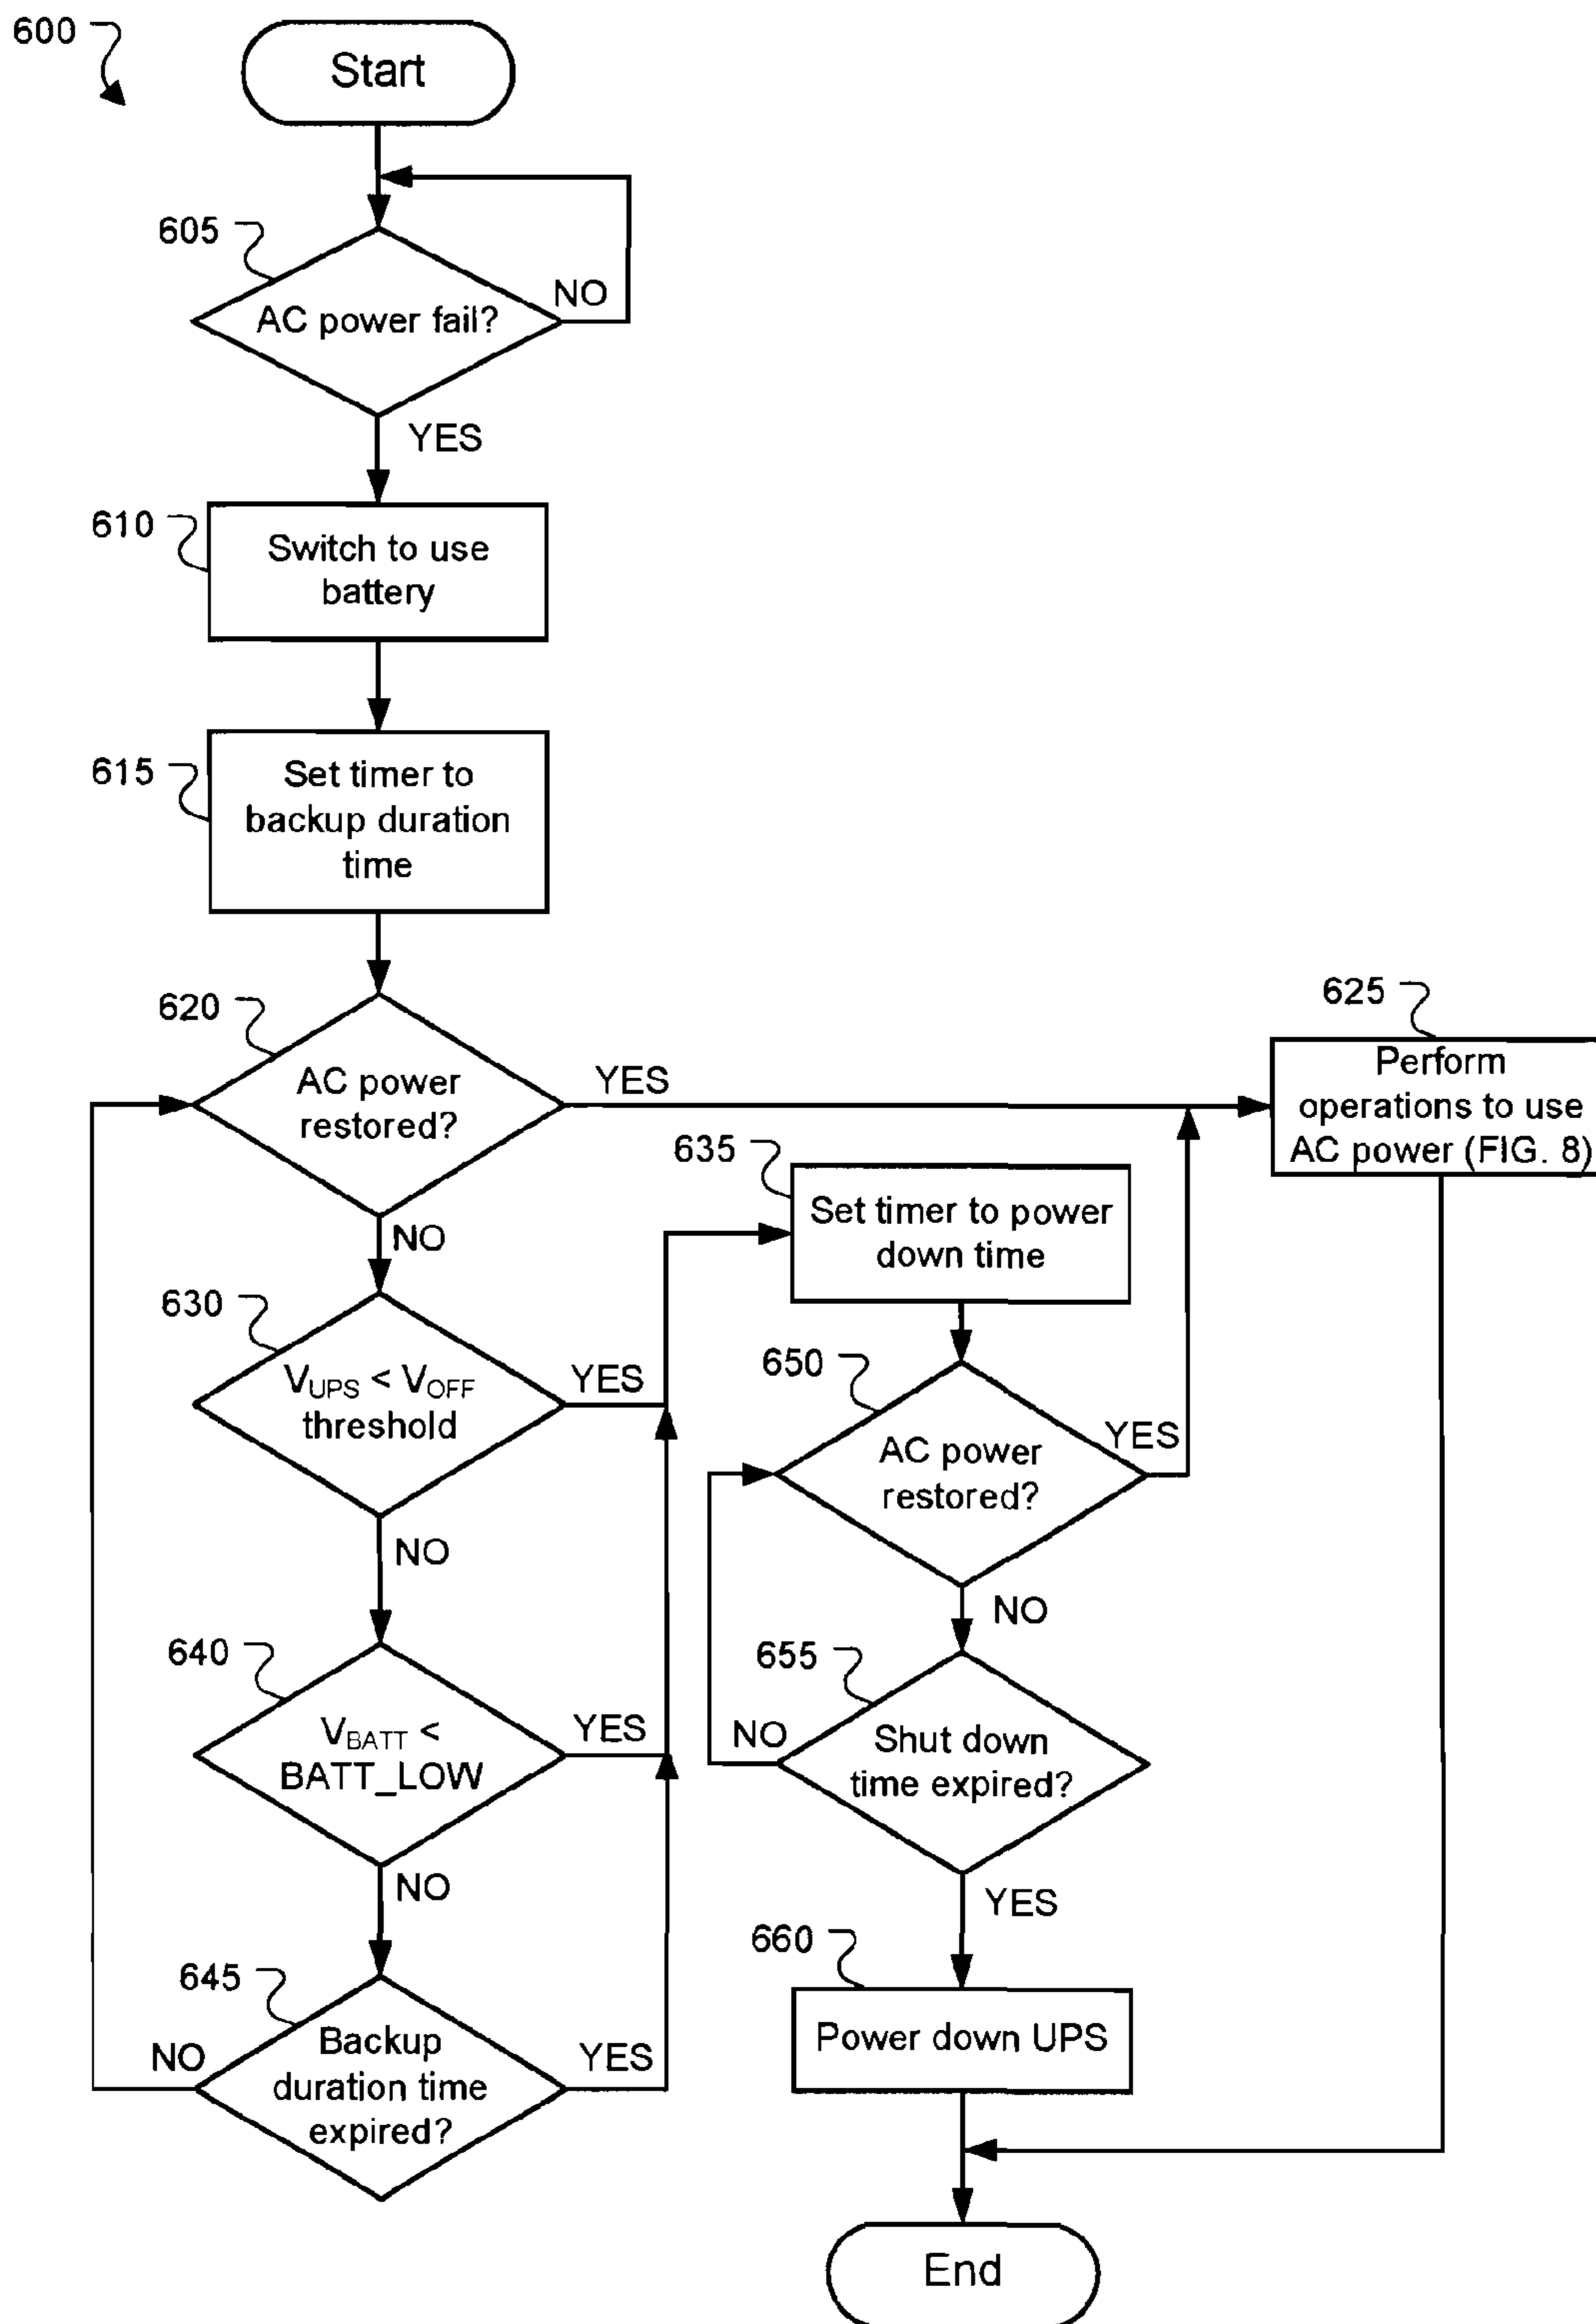 600
Start
605
AC power fail?
NO
YES
610
Switch to use
battery
615
Set timer to
backup duration
time
620
AC power
restored?
YES
NO
625
Perform
operations to use
AC power (FIG. 8)
630
VUPS < VOFF
threshold
YES
NO
635
Set timer to power
down time
640
VBATT <
BATT_LOW
YES
NO
645
Backup
duration time
expired?
NO
YES
650
AC power
restored?
YES
NO
655
Shut down
time expired?
NO
YES
660
Power down UPS
End